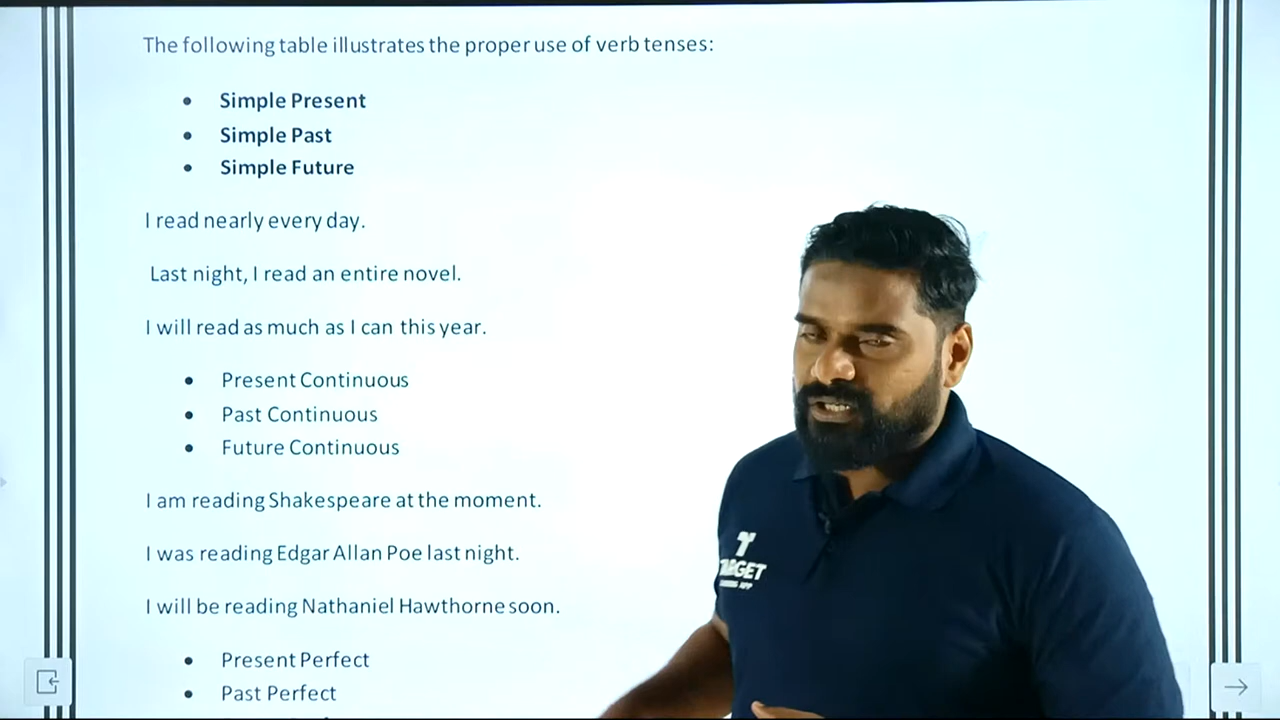 The following table illustrates the proper use of verb tenses:
• Simple Present
• Simple Past
• Simple Future
I read nearly every day.
Last night, I read an entire novel.
I will read as much as I can this year.
• Present Continuous
• Past Continuous
• Future Continuous
I am reading Shakespeare at the moment.
I was reading Edgar Allan Poe last night.
I will be reading Nathaniel Hawthorne soon.
• Present Perfect
• Past Perfect
TARGET
APP